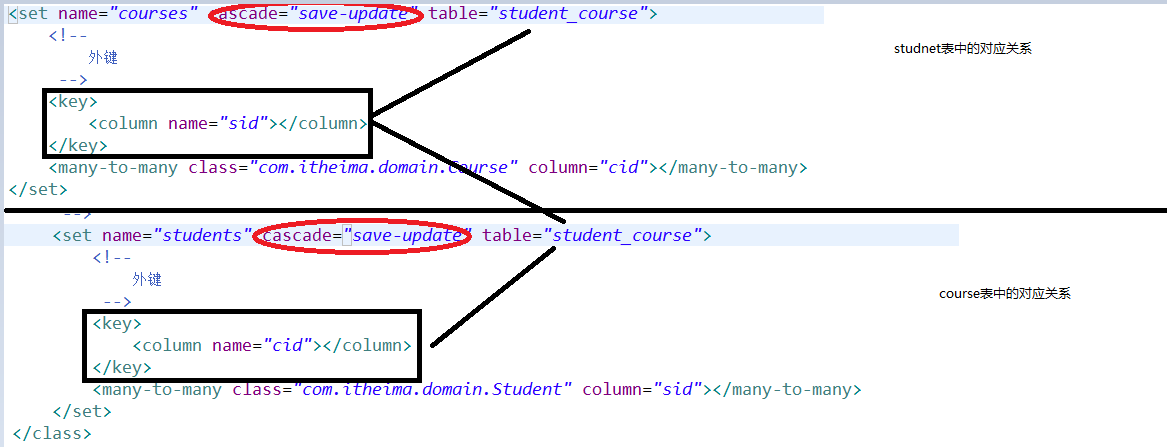 <set name="courses" cascade="save-update" table="student_course">
<!--
外键
-->
<key>
<column name="sid"></column>
</key>
<many-to-many class="com.itheima.domain.Course" column="cid"></many-to-many>
</set>
studnet表中的对应关系
-->
<set name="students" cascade="save-update" table="student_course">
<!--
外键
-->
<key>
<column name="cid"></column>
</key>
<many-to-many class="com.itheima.domain.Student" column="sid"></many-to-many>
</set>
</class>
course表中的对应关系